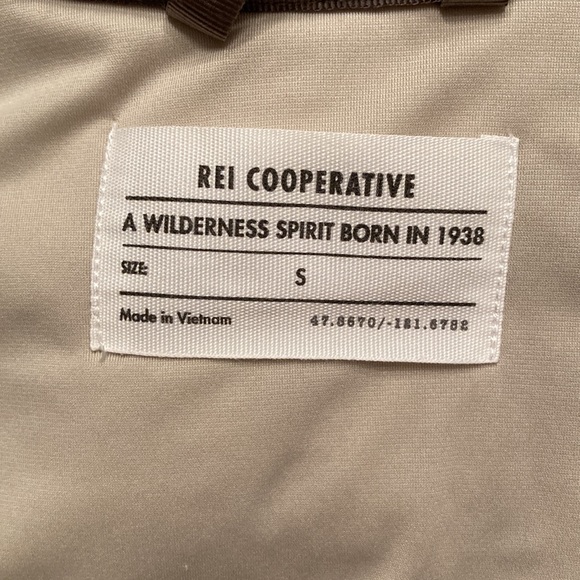 REI COOPERATIVE
A WILDERNESS SPIRIT BORN IN 1938
SIZE: S
Made in Vietnam 47.8670/-121.6782